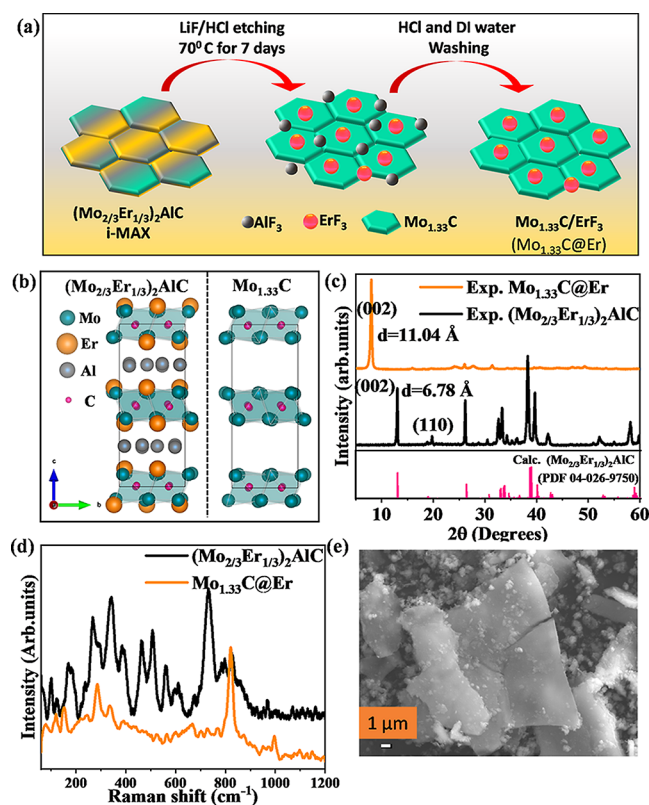 (a)
LiF/HCl etching
70⁰ C for 7 days
HCl and DI water
Washing
(Mo2/3Er1/3)2AlC
i-MAX
AlF3
ErF3
Mo1.33C
Mo1.33C/ErF3
(Mo1.33C@Er)
(b)
(Mo2/3Er1/3)2AlC
Mo1.33C
Mo
Er
Al
C
c
b
(c)
Exp. Mo1.33C@Er
(002)
Exp. (Mo2/3Er1/3)2AlC
d=11.04 Å
(002)
d=6.78 Å
(110)
Calc. (Mo2/3Er1/3)2AlC
(PDF 04-026-9750)
Intensity (arb.units)
10 20 30 40 50 60
2θ (Degrees)
(d)
(Mo2/3Er1/3)2AlC
Mo1.33C@Er
Intensity (Arb.units)
200 400 600 800 1000 1200
Raman shift (cm-1)
(e)
1 μm